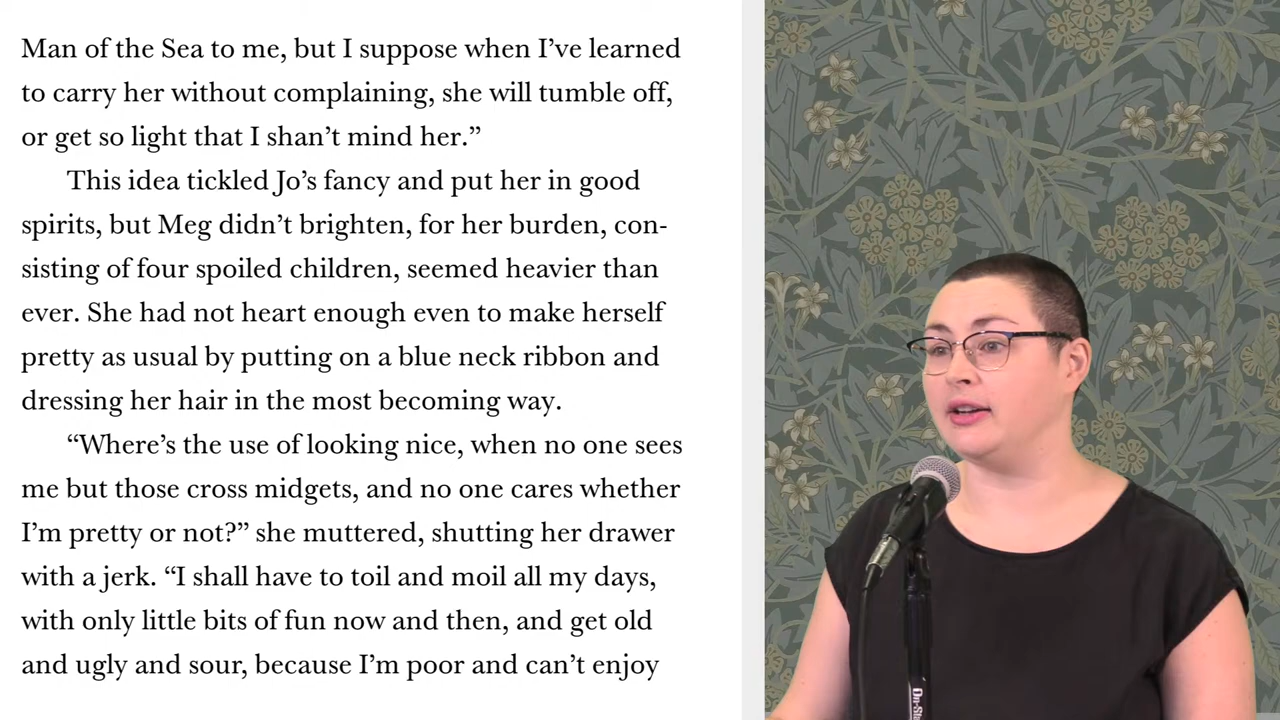 Man of the Sea to me, but I suppose when I’ve learned
to carry her without complaining, she will tumble off,
or get so light that I shan’t mind her.”
This idea tickled Jo’s fancy and put her in good
spirits, but Meg didn’t brighten, for her burden, con-
sisting of four spoiled children, seemed heavier than
ever. She had not heart enough even to make herself
pretty as usual by putting on a blue neck ribbon and
dressing her hair in the most becoming way.
“Where’s the use of looking nice, when no one sees
me but those cross midgets, and no one cares whether
I’m pretty or not?” she muttered, shutting her drawer
with a jerk. “I shall have to toil and moil all my days,
with only little bits of fun now and then, and get old
and ugly and sour, because I’m poor and can’t enjoy